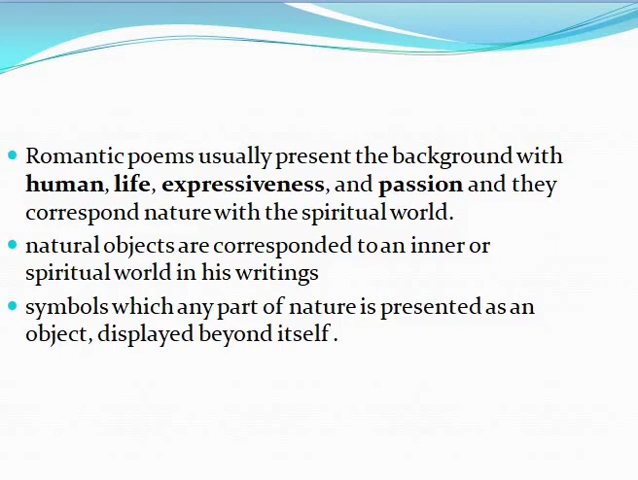 Romantic poems usually present the background with
human, life, expressiveness, and passion and they
correspond nature with the spiritual world.
natural objects are corresponded to an inner or
spiritual world in his writings
symbols which any part of nature is presented as an
object, displayed beyond itself .